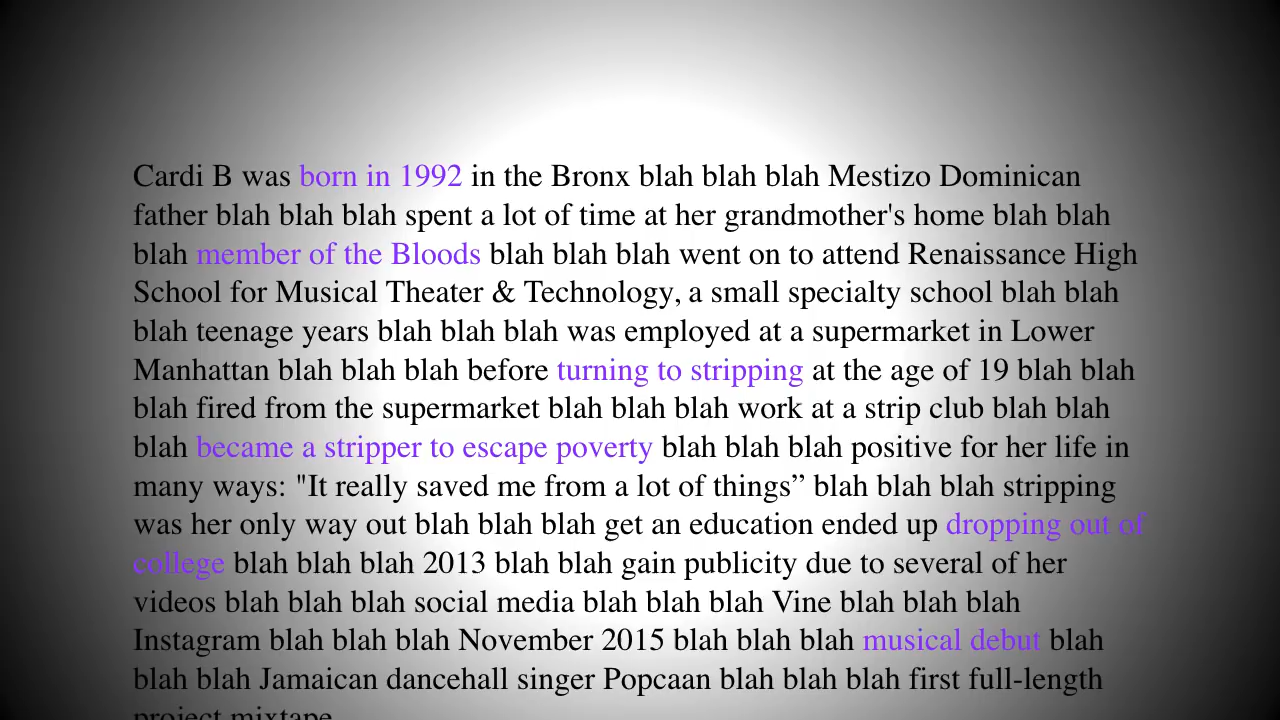 Cardi B was born in 1992 in the Bronx blah blah blah Mestizo Dominican
father blah blah blah spent a lot of time at her grandmother's home blah blah
blah member of the Bloods blah blah blah went on to attend Renaissance High
School for Musical Theater & Technology, a small specialty school blah blah
blah teenage years blah blah blah was employed at a supermarket in Lower
Manhattan blah blah blah before turning to stripping at the age of 19 blah blah
blah fired from the supermarket blah blah blah work at a strip club blah blah
blah became a stripper to escape poverty blah blah blah positive for her life in
many ways: "It really saved me from a lot of things” blah blah blah stripping
was her only way out blah blah blah get an education ended up dropping out of
college blah blah blah 2013 blah blah gain publicity due to several of her
videos blah blah blah social media blah blah blah Vine blah blah blah
Instagram blah blah blah November 2015 blah blah blah musical debut blah
blah blah Jamaican dancehall singer Popcaan blah blah blah first full-length
project mixtape